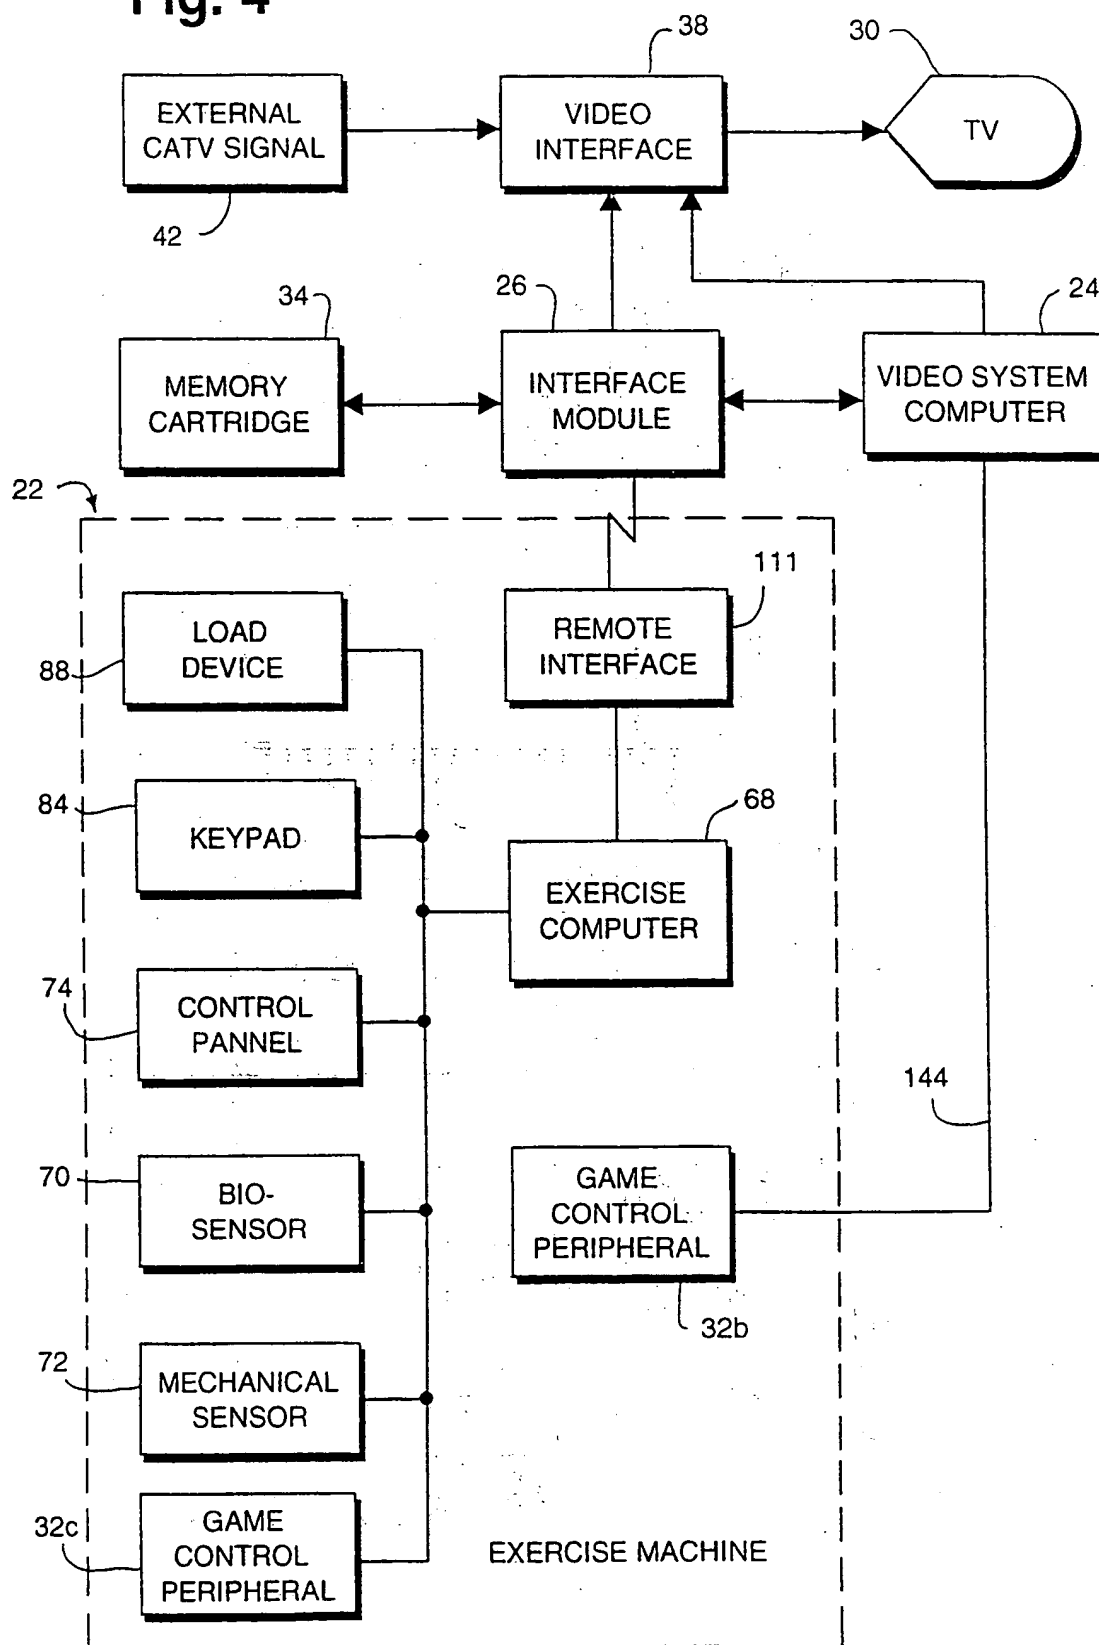 Fig. 4
38
30
EXTERNAL
CATV SIGNAL
VIDEO
INTERFACE
TV
42
34
26
24
MEMORY
CARTRIDGE
INTERFACE
MODULE
VIDEO SYSTEM
COMPUTER
22
111
LOAD
DEVICE
88
REMOTE
INTERFACE
84
KEYPAD
68
EXERCISE
COMPUTER
74
CONTROL
PANNEL
144
70
BIO-
SENSOR
GAME
CONTROL
PERIPHERAL
32b
72
MECHANICAL
SENSOR
32c
GAME
CONTROL
PERIPHERAL
EXERCISE MACHINE